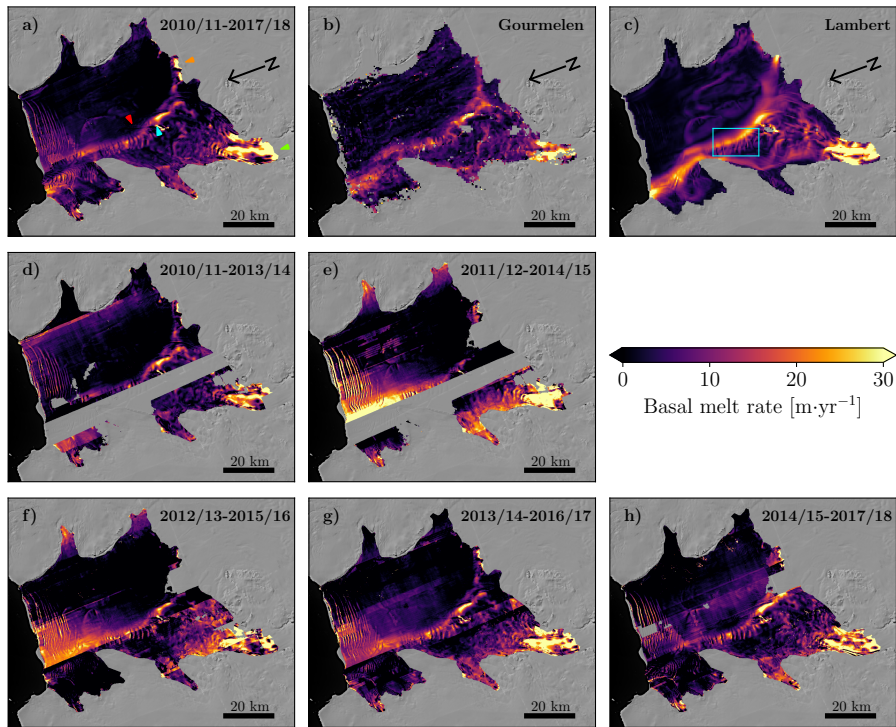 a) 2010/11-2017/18
N
20 km
b) Gourmelen
N
20 km
c) Lambert
N
20 km
d) 2010/11-2013/14
20 km
e) 2011/12-2014/15
20 km
0 10 20 30
Basal melt rate [m·yr⁻¹]
f) 2012/13-2015/16
20 km
g) 2013/14-2016/17
20 km
h) 2014/15-2017/18
20 km